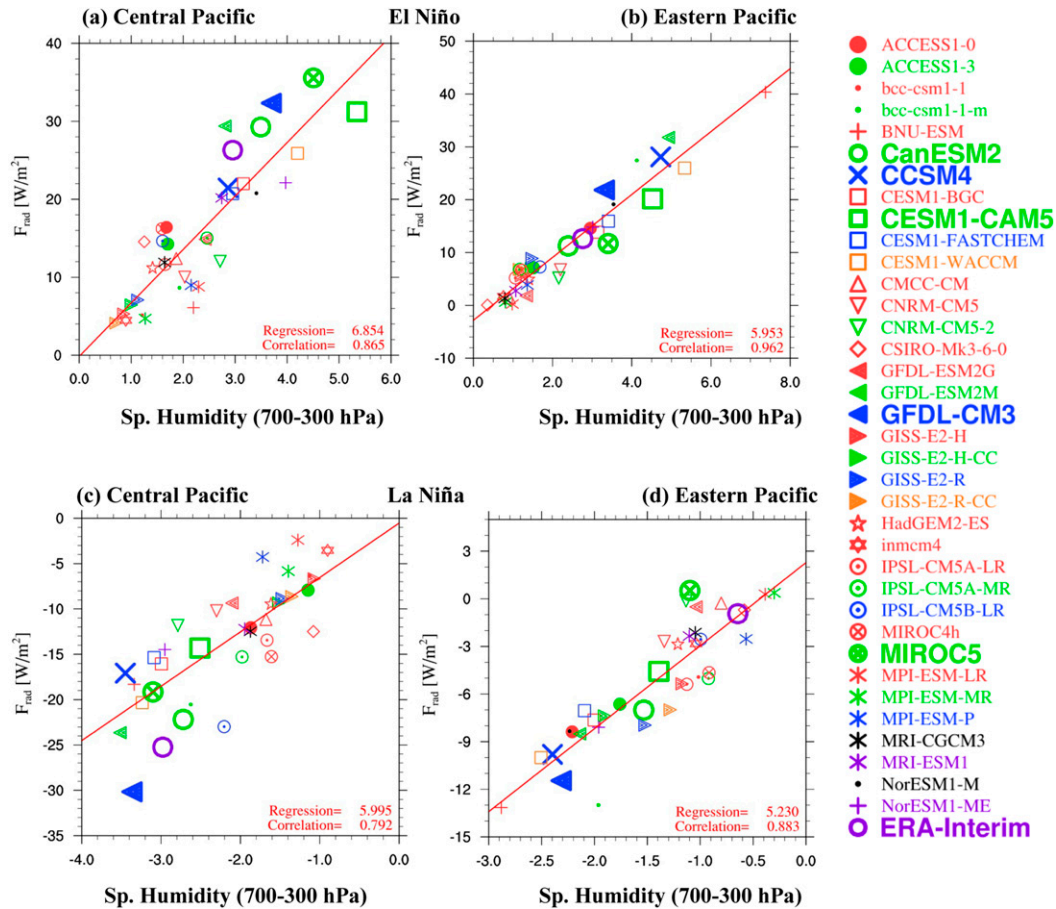 (a) Central Pacific
El Niño
(b) Eastern Pacific
40
30
20
10
0
F_rad [W/m²]
0.0 1.0 2.0 3.0 4.0 5.0 6.0
Regression= 6.854
Correlation= 0.865
Sp. Humidity (700-300 hPa)
50
40
30
20
10
0
-10
F_rad [W/m²]
0.0 2.0 4.0 6.0 8.0
Regression= 5.953
Correlation= 0.962
Sp. Humidity (700-300 hPa)
(c) Central Pacific
La Niña
(d) Eastern Pacific
0
-5
-10
-15
-20
-25
-30
-35
F_rad [W/m²]
-4.0 -3.0 -2.0 -1.0 0.0
Regression= 5.995
Correlation= 0.792
Sp. Humidity (700-300 hPa)
3
0
-3
-6
-9
-12
-15
F_rad [W/m²]
-3.0 -2.5 -2.0 -1.5 -1.0 -0.5 0.0
Regression= 5.230
Correlation= 0.883
Sp. Humidity (700-300 hPa)
ACCESS1-0
ACCESS1-3
bcc-csm1-1
bcc-csm1-1-m
BNU-ESM
CanESM2
CCSM4
CESM1-BGC
CESM1-CAM5
CESM1-FASTCHEM
CESM1-WACCM
CMCC-CM
CNRM-CM5
CNRM-CM5-2
CSIRO-Mk3-6-0
GFDL-ESM2G
GFDL-ESM2M
GFDL-CM3
GISS-E2-H
GISS-E2-H-CC
GISS-E2-R
GISS-E2-R-CC
HadGEM2-ES
inmcm4
IPSL-CM5A-LR
IPSL-CM5A-MR
IPSL-CM5B-LR
MIROC4h
MIROC5
MPI-ESM-LR
MPI-ESM-MR
MPI-ESM-P
MRI-CGCM3
MRI-ESM1
NorESM1-M
NorESM1-ME
ERA-Interim